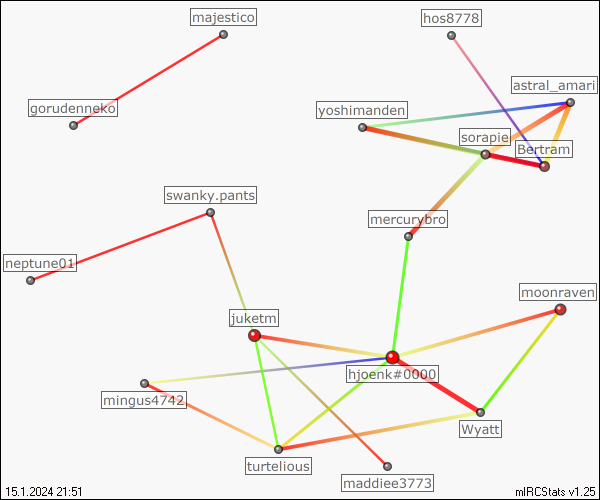 majestico
hos8778
astral_amari
gorudenneko
yoshimanden
sorapie
Bertram
swanky.pants
mercurybro
neptune01
moonraven
juketm
hjoenk#0000
mingus4742
Wyatt
turtelious
maddiee3773
15.1.2024 21:51
mIRCStats v1.25